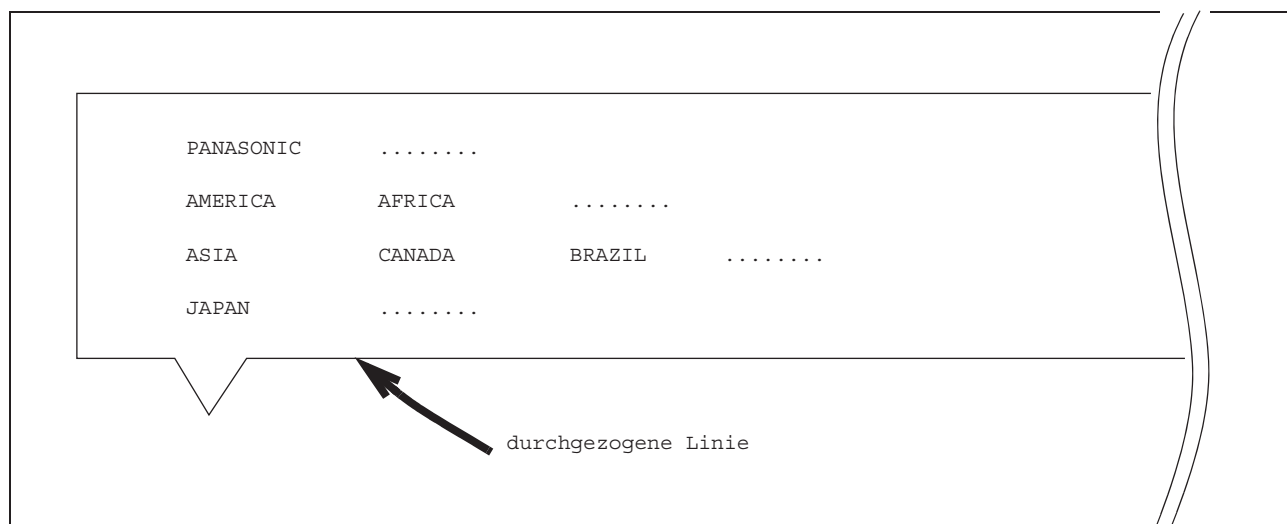 PANASONIC ........
AMERICA AFRICA ........
ASIA CANADA BRAZIL ........
JAPAN ........
durchgezogene Linie